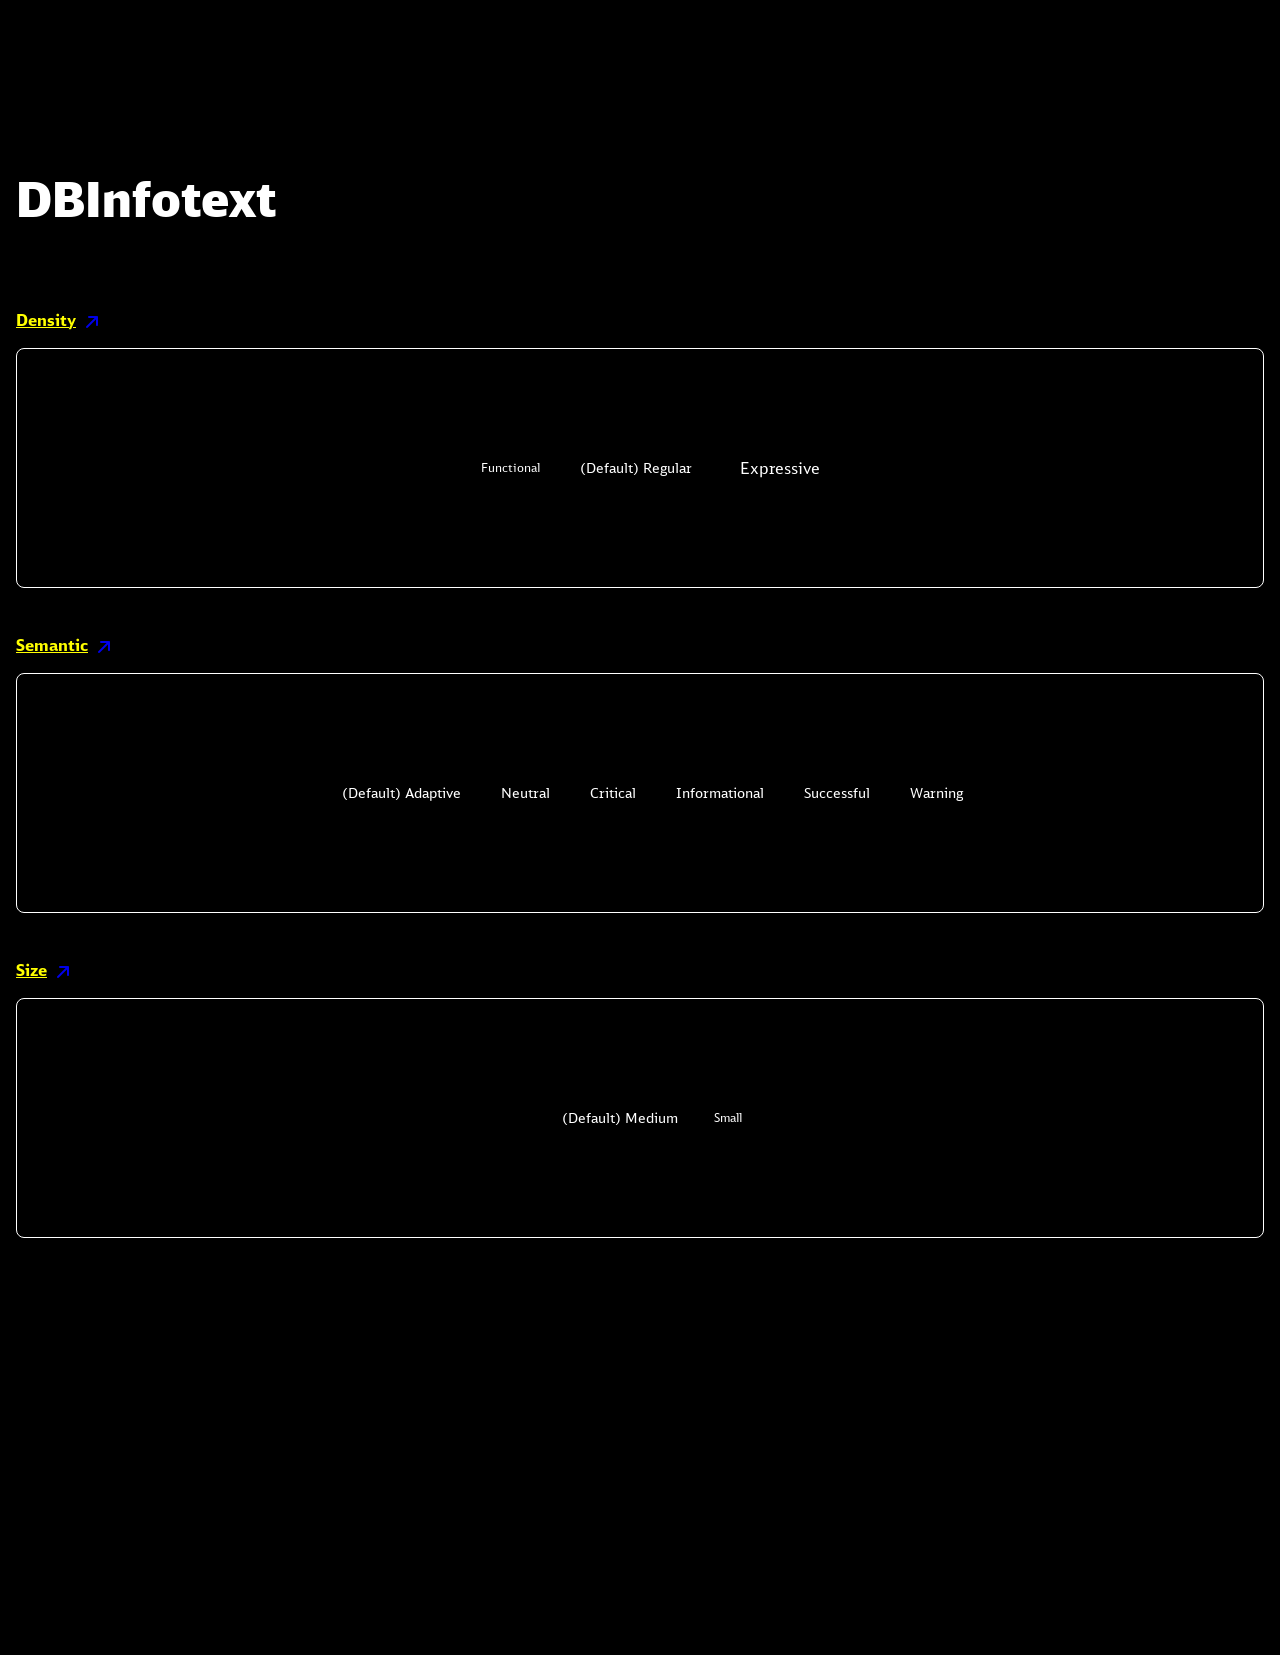 DBInfotext
Density
Functional (Default) Regular Expressive
Semantic
(Default) Adaptive Neutral Critical Informational Successful Warning
Size
(Default) Medium Small